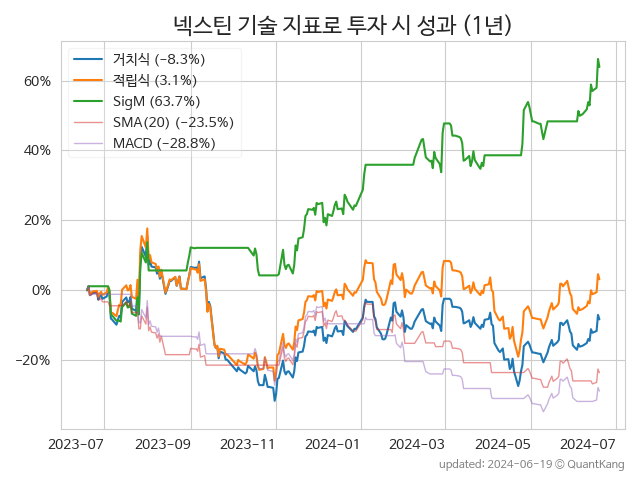 넥스틴 기술 지표로 투자 시 성과 (1년)
거치식 (−8.3%)
적립식 (3.1%)
SigM (63.7%)
SMA(20) (−23.5%)
MACD (−28.8%)
60%
40%
20%
0%
−20%
2023-07 2023-09 2023-11 2024-01 2024-03 2024-05 2024-07
updated: 2024-06-19 © QuantKang